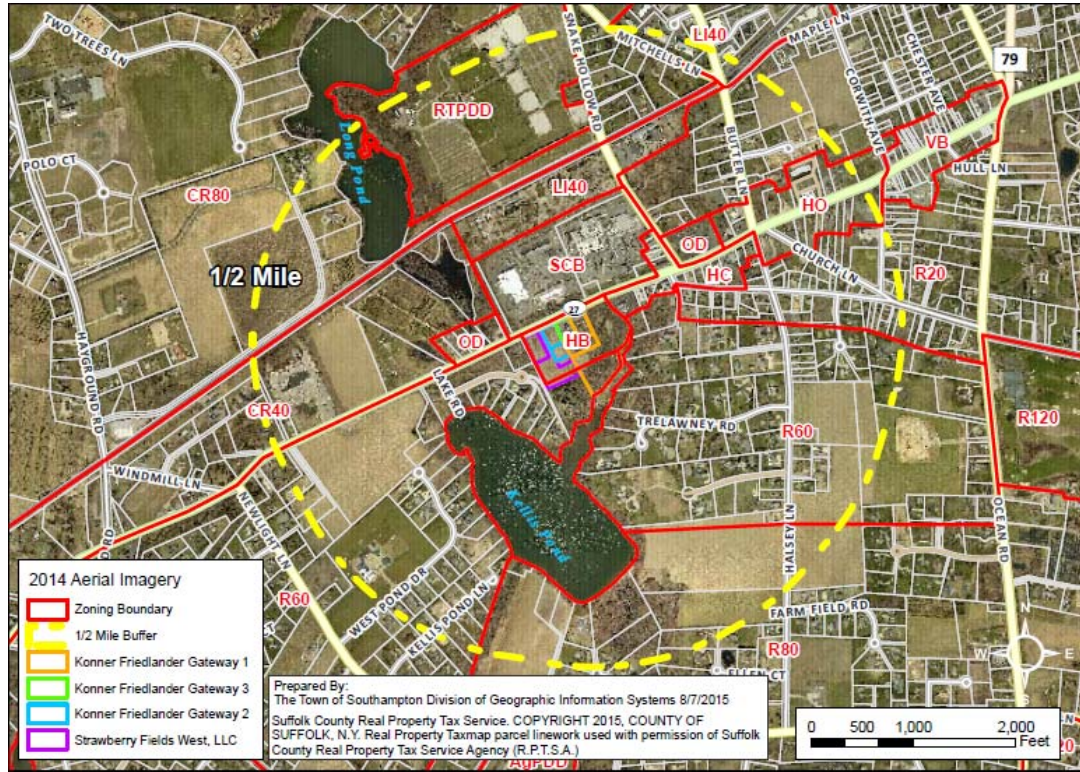 TWO TREES LN
SNAKE HOLLOW RD
MITCHELLS LN
LI40
MAPLE LN
CHESTER AVE
CORWITH AVE
79
POLO CT
RTPDD
Long Pond
BUTTER LN
VB
HULL LN
CR80
LI40
HO
1/2 Mile
SCB
OD
HC
CHURCH LN
R20
HAYGROUND RD
27
OD
HB
LAKE RD
CR40
TRELAWNEY RD
R60
R120
WINDMILL LN
NEWLIGHT LN
Kellis Pond
HALSEY LN
OCEAN RD
R60
WEST POND DR
KELLIS POND LN
FARM FIELD RD
R80
ELLEN CT
N
W E
S
2014 Aerial Imagery
Zoning Boundary
1/2 Mile Buffer
Konner Friedlander Gateway 1
Konner Friedlander Gateway 3
Konner Friedlander Gateway 2
Strawberry Fields West, LLC
Prepared By:
The Town of Southampton Division of Geographic Information Systems 8/7/2015
Suffolk County Real Property Tax Service. COPYRIGHT 2015, COUNTY OF
SUFFOLK, N.Y. Real Property Taxmap parcel linework used with permission of Suffolk
County Real Property Tax Service Agency (R.P.T.S.A.)
AgPDD
0 500 1,000 2,000
Feet